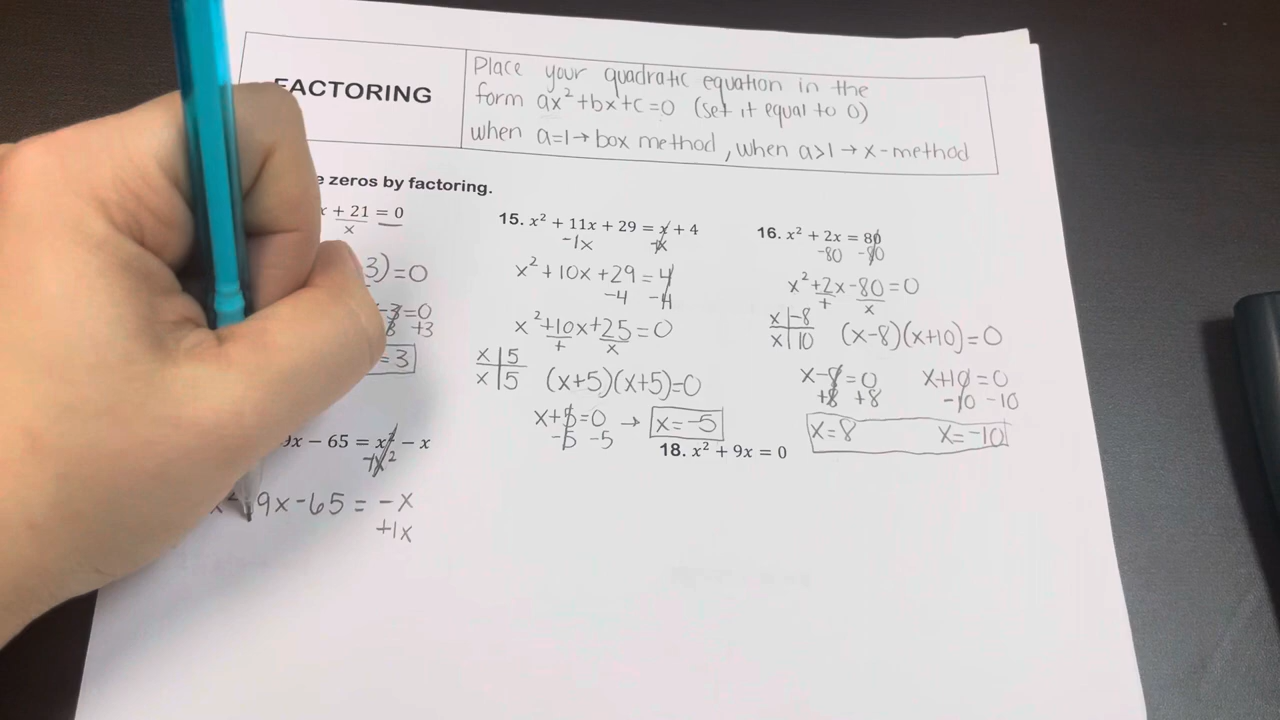 FACTORING
Place your quadratic equation in the
form ax² + bx + c = 0 (set it equal to 0)
when a=1 → box method, when a>1 → x-method
zeros by factoring.
x + 21 = 0
x
3) = 0
-3 = 0
3 +3
= 3
15. x² + 11x + 29 = x + 4
-1x -x
x² + 10x + 29 = 4
-4 -4
x² + 10x + 25 = 0
+ x
x | 5
x | 5
(x+5)(x+5)=0
x+5=0 → x=-5
-5 -5
16. x² + 2x = 80
-80 -80
x² + 2x - 80 = 0
+ x
x | -8
x | 10
(x-8)(x+10)=0
x-8=0 x+10=0
+8 +8 -10 -10
x=8 x=-10
9x − 65 = x² − x
-1x²
9x - 65 = -x
+1x
18. x² + 9x = 0